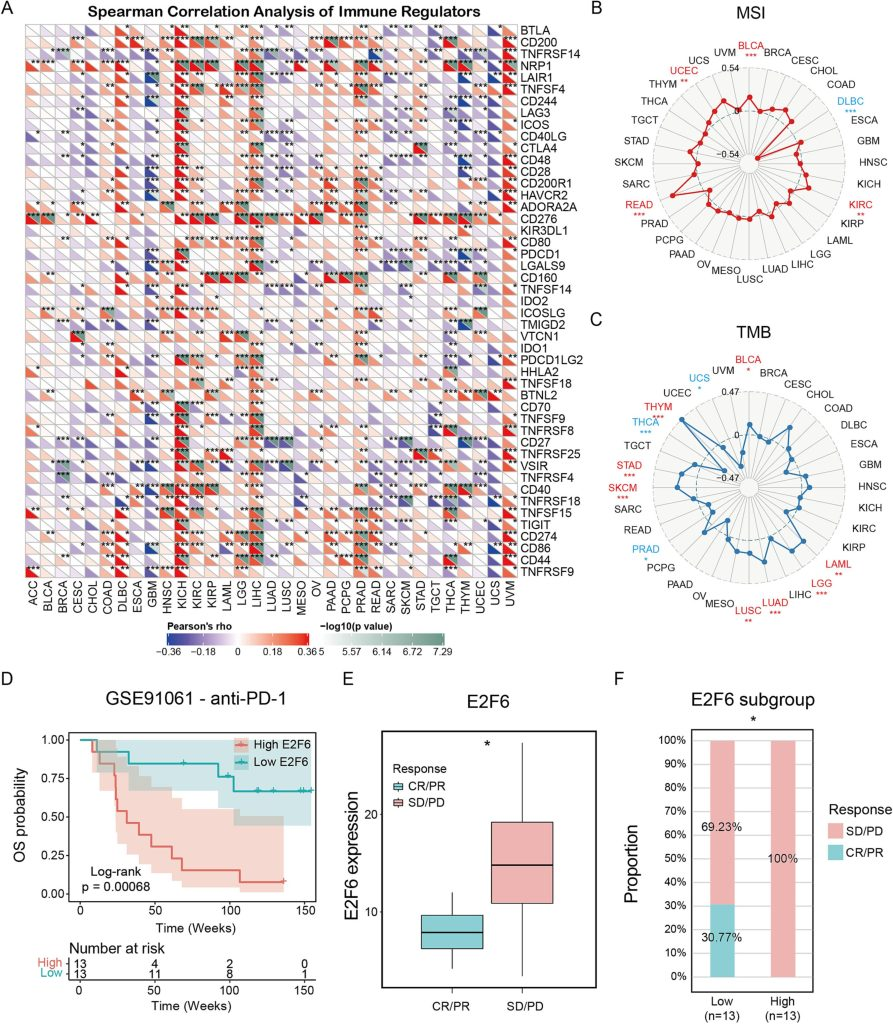 A
Spearman Correlation Analysis of Immune Regulators
BTLA
CD200
TNFRSF14
NRP1
LAIR1
TNFSF4
CD244
LAG3
ICOS
CD40LG
CTLA4
CD48
CD28
CD200R1
HAVCR2
ADORA2A
CD276
KIR3DL1
CD80
PDCD1
LGALS9
CD160
TNFSF14
IDO2
ICOSLG
TMIGD2
VTCN1
IDO1
PDCD1LG2
HHLA2
TNFSF18
BTNL2
CD70
TNFSF9
TNFRSF8
CD27
TNFRSF25
VSIR
TNFRSF4
CD40
TNFRSF18
TNFSF15
TIGIT
CD274
CD86
CD44
TNFRSF9
ACC
BLCA
BRCA
CESC
CHOL
COAD
DLBC
ESCA
GBM
HNSC
KICH
KIRC
KIRP
LAML
LGG
LIHC
LUAD
LUSC
MESO
OV
PAAD
PCPG
PRAD
READ
SARC
SKCM
STAD
TGCT
THCA
THYM
UCEC
UCS
UVM
Pearson's rho
−0.36 −0.18 0 0.18 0.36
−log10(p value)
5.14 5.67 6.14 6.72 7.29
B
MSI
BLCA
***
BRCA
CESC
CHOL
COAD
DLBC
***
ESCA
GBM
HNSC
KICH
KIRC
**
KIRP
LAML
LGG
LIHC
LUAD
LUSC
MESO
OV
PAAD
PCPG
PRAD
READ
***
SARC
SKCM
STAD
TGCT
THCA
THYM
UCEC
**
UCS
UVM
0.54
0
−0.54
C
TMB
BLCA
*
BRCA
CESC
CHOL
COAD
DLBC
ESCA
GBM
HNSC
KICH
KIRC
KIRP
LAML
**
LGG
***
LIHC
LUAD
***
LUSC
**
MESO
OV
PAAD
PCPG
PRAD
*
READ
SARC
SKCM
***
STAD
***
TGCT
THCA
***
THYM
***
UCEC
UCS
*
UVM
0.47
0
−0.47
D
GSE91061 - anti-PD-1
OS probability
1.00
0.75
0.50
0.25
0.00
High E2F6
Low E2F6
Log-rank
p = 0.00068
0 50 100 150
Time (Weeks)
Number at risk
High 13 4 2 0
Low 13 11 8 1
0 50 100 150
Time (Weeks)
E
E2F6
E2F6 expression
20
10
*
Response
CR/PR
SD/PD
CR/PR SD/PD
F
E2F6 subgroup
*
Proportion
100%
90%
80%
70%
60%
50%
40%
30%
20%
10%
0%
69.23%
100%
30.77%
Response
SD/PD
CR/PR
Low
(n=13)
High
(n=13)